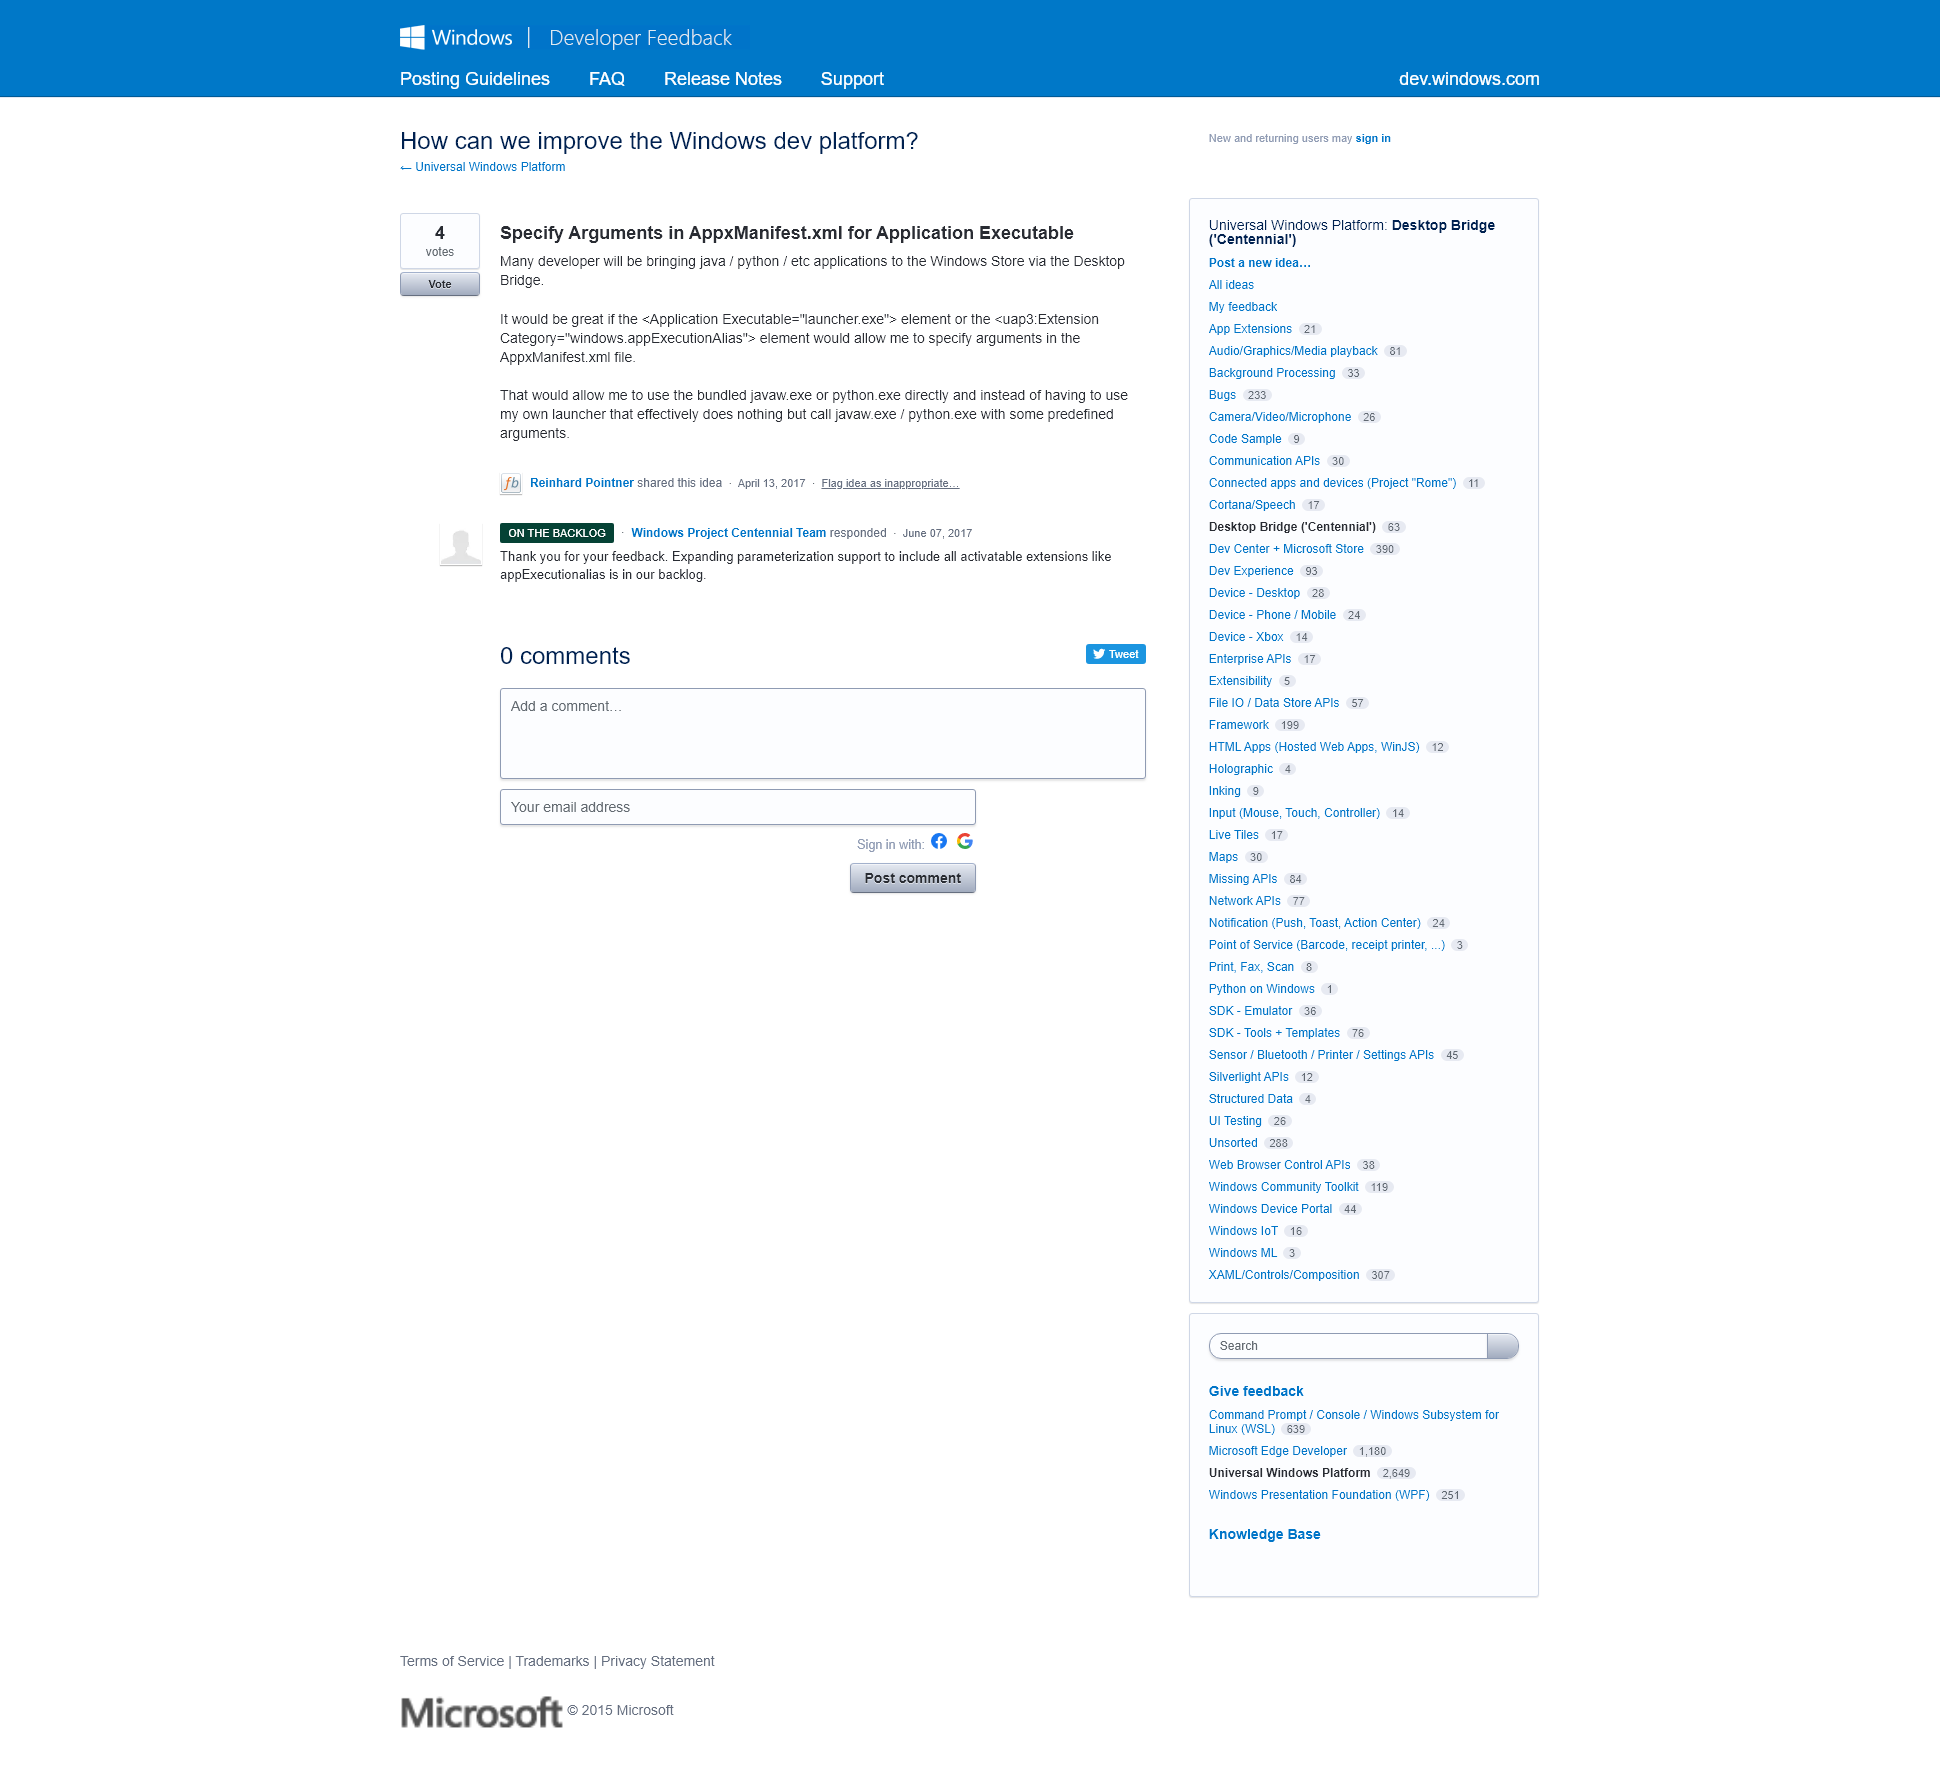 Windows | Developer Feedback
Posting Guidelines FAQ Release Notes Support dev.windows.com
How can we improve the Windows dev platform?
← Universal Windows Platform
New and returning users may sign in
4
votes
Vote
Specify Arguments in AppxManifest.xml for Application Executable
Many developer will be bringing java / python / etc applications to the Windows Store via the Desktop
Bridge.
It would be great if the <Application Executable="launcher.exe"> element or the <uap3:Extension
Category="windows.appExecutionAlias"> element would allow me to specify arguments in the
AppxManifest.xml file.
That would allow me to use the bundled javaw.exe or python.exe directly and instead of having to use
my own launcher that effectively does nothing but call javaw.exe / python.exe with some predefined
arguments.
fb Reinhard Pointner shared this idea · April 13, 2017 · Flag idea as inappropriate…
ON THE BACKLOG · Windows Project Centennial Team responded · June 07, 2017
Thank you for your feedback. Expanding parameterization support to include all activatable extensions like
appExecutionalias is in our backlog.
0 comments
Tweet
Add a comment…
Your email address
Sign in with:
Post comment
Universal Windows Platform: Desktop Bridge
('Centennial')
Post a new idea…
All ideas
My feedback
App Extensions 21
Audio/Graphics/Media playback 81
Background Processing 33
Bugs 233
Camera/Video/Microphone 26
Code Sample 9
Communication APIs 30
Connected apps and devices (Project "Rome") 11
Cortana/Speech 17
Desktop Bridge ('Centennial') 63
Dev Center + Microsoft Store 390
Dev Experience 93
Device - Desktop 28
Device - Phone / Mobile 24
Device - Xbox 14
Enterprise APIs 17
Extensibility 5
File IO / Data Store APIs 57
Framework 199
HTML Apps (Hosted Web Apps, WinJS) 12
Holographic 4
Inking 9
Input (Mouse, Touch, Controller) 14
Live Tiles 17
Maps 30
Missing APIs 84
Network APIs 77
Notification (Push, Toast, Action Center) 24
Point of Service (Barcode, receipt printer, ...) 3
Print, Fax, Scan 8
Python on Windows 1
SDK - Emulator 36
SDK - Tools + Templates 76
Sensor / Bluetooth / Printer / Settings APIs 45
Silverlight APIs 12
Structured Data 4
UI Testing 26
Unsorted 288
Web Browser Control APIs 38
Windows Community Toolkit 119
Windows Device Portal 44
Windows IoT 16
Windows ML 3
XAML/Controls/Composition 307
Search
Give feedback
Command Prompt / Console / Windows Subsystem for
Linux (WSL) 639
Microsoft Edge Developer 1,180
Universal Windows Platform 2,649
Windows Presentation Foundation (WPF) 251
Knowledge Base
Terms of Service | Trademarks | Privacy Statement
Microsoft © 2015 Microsoft